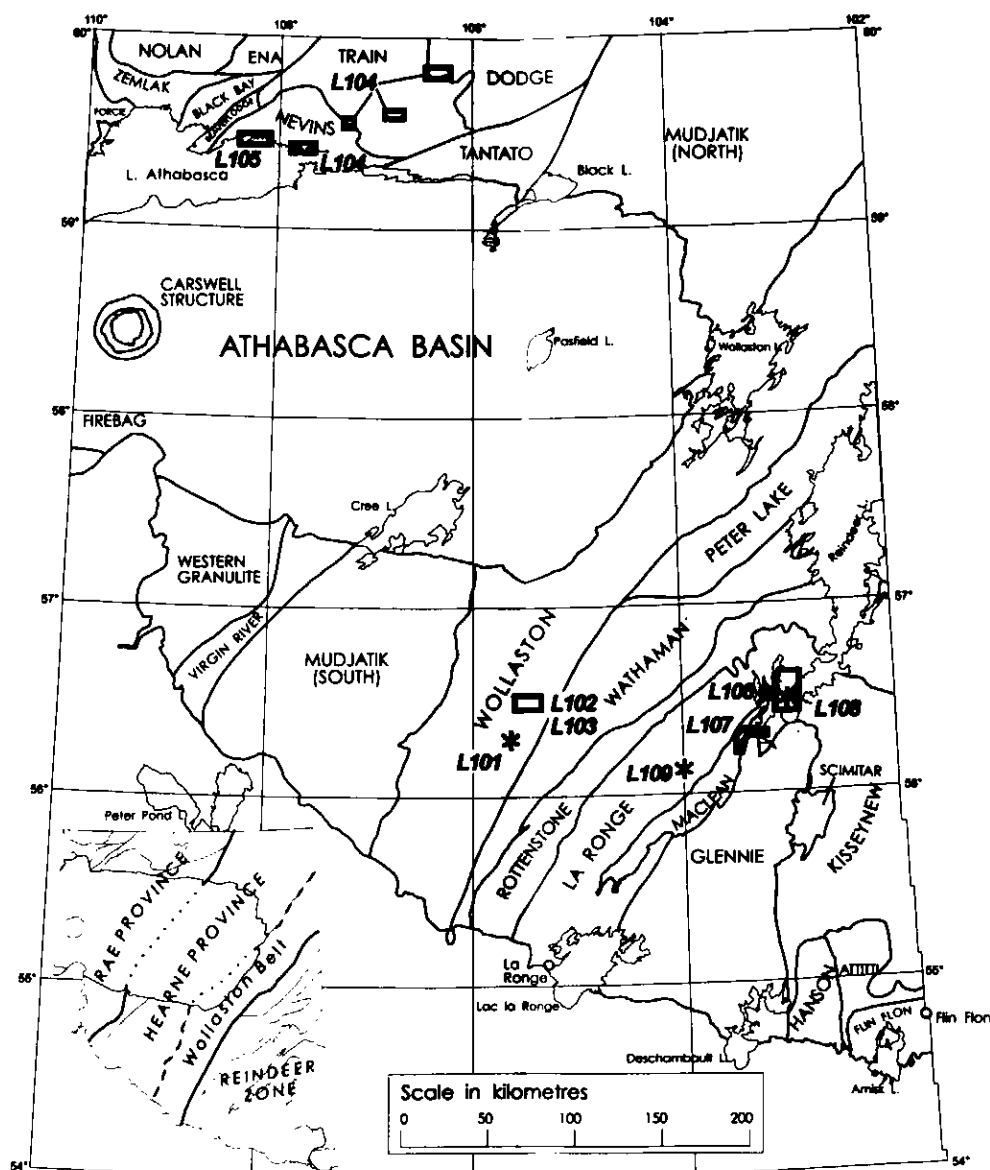 110°
108°
106°
104°
102°
60°
60°
NOLAN
ENA
TRAIN
DODGE
ZEMLAK
BLACK BAY
L104
NEVINS
L105
L104
TANTATO
MUDJATIK
(NORTH)
L. Athabasca
Black L.
59°
59°
CARSWELL
STRUCTURE
ATHABASCA BASIN
Pasfield L.
Wollaston L.
58°
58°
FIREBAG
Cree L.
PETER LAKE
Reindeer L.
WESTERN
GRANULITE
57°
57°
VIRGIN RIVER
MUDJATIK
(SOUTH)
WOLLASTON
WATHAMAN
L102
L103
L101
L106
L107
L108
L109
56°
56°
SCIMITAR
Peter Pond L.
ROTTENSTONE
LA RONGE
MACLEAN
GLENNIE
KISSEYNEW
RAE PROVINCE
HEARNE PROVINCE
Wollaston Belt
REINDEER
ZONE
55°
55°
La
Ronge
Lac la Ronge
HANSON
ATTITTI
FLIN FLON
Flin Flon
Deschambault L.
Amisk L.
Scale in kilometres
0 50 100 150 200
54°
54°